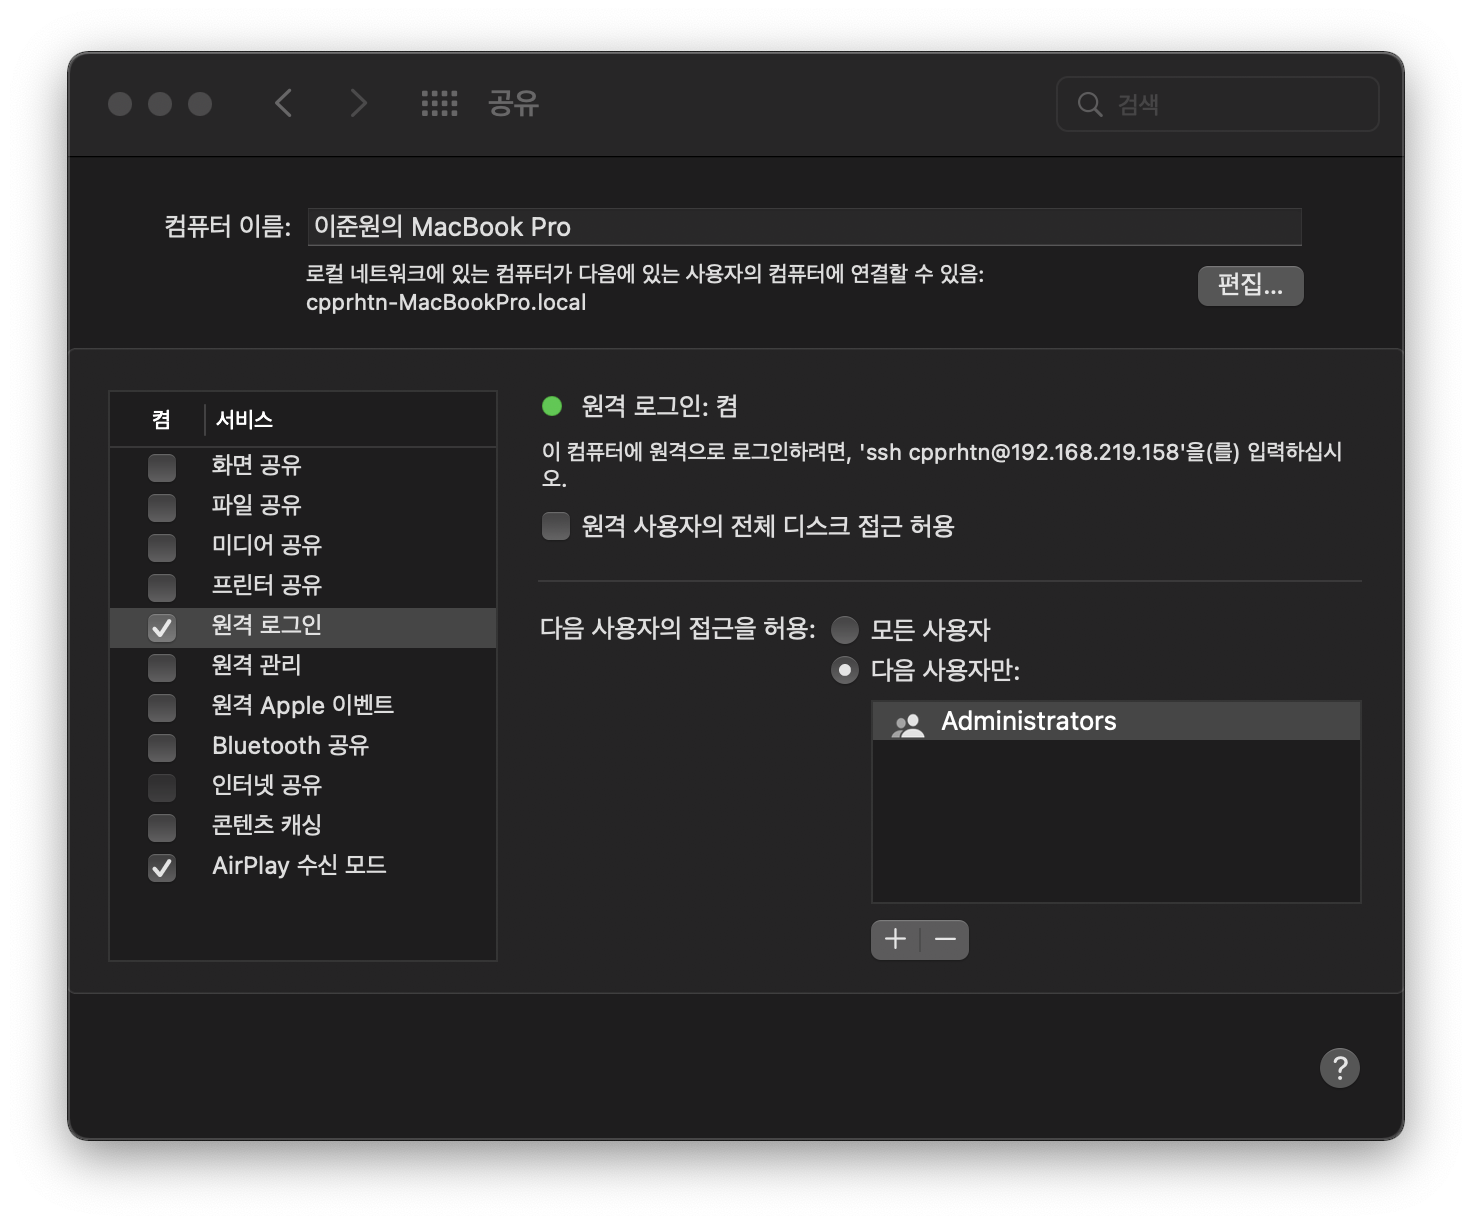 공유
검색
컴퓨터 이름: 이준원의 MacBook Pro
로컬 네트워크에 있는 컴퓨터가 다음에 있는 사용자의 컴퓨터에 연결할 수 있음:
cpprhtn-MacBookPro.local
편집...
켬 서비스
화면 공유
파일 공유
미디어 공유
프린터 공유
원격 로그인
원격 관리
원격 Apple 이벤트
Bluetooth 공유
인터넷 공유
콘텐츠 캐싱
AirPlay 수신 모드
원격 로그인: 켬
이 컴퓨터에 원격으로 로그인하려면, 'ssh cpprhtn@192.168.219.158'을(를) 입력하십시
오.
원격 사용자의 전체 디스크 접근 허용
다음 사용자의 접근을 허용: 모든 사용자
다음 사용자만:
Administrators
+ −
?